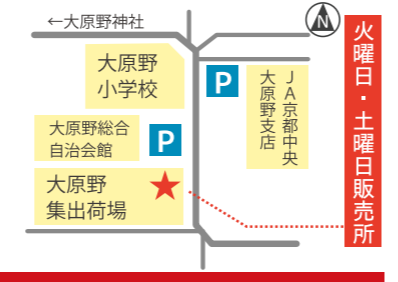 ←大原野神社
N
大原野
小学校
P
JA京都中央
大原野支店
大原野総合
自治会館
P
大原野
集出荷場
火曜日・土曜日販売所